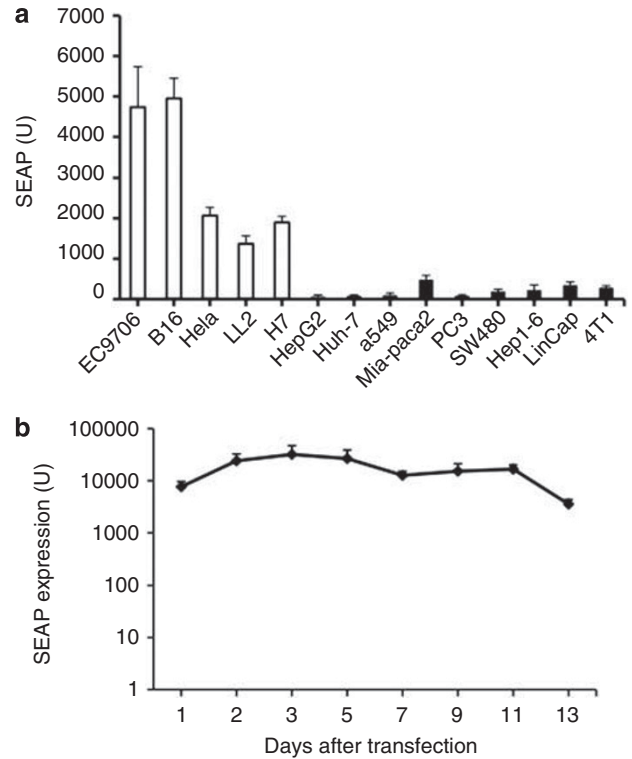 a
SEAP (U)
7000
6000
5000
4000
3000
2000
1000
0
EC9706
B16
Hela
LL2
H7
HepG2
Huh-7
a549
Mia-paca2
PC3
SW480
Hep1-6
LinCap
4T1
b
SEAP expression (U)
100000
10000
1000
100
10
1
1 2 3 5 7 9 11 13
Days after transfection